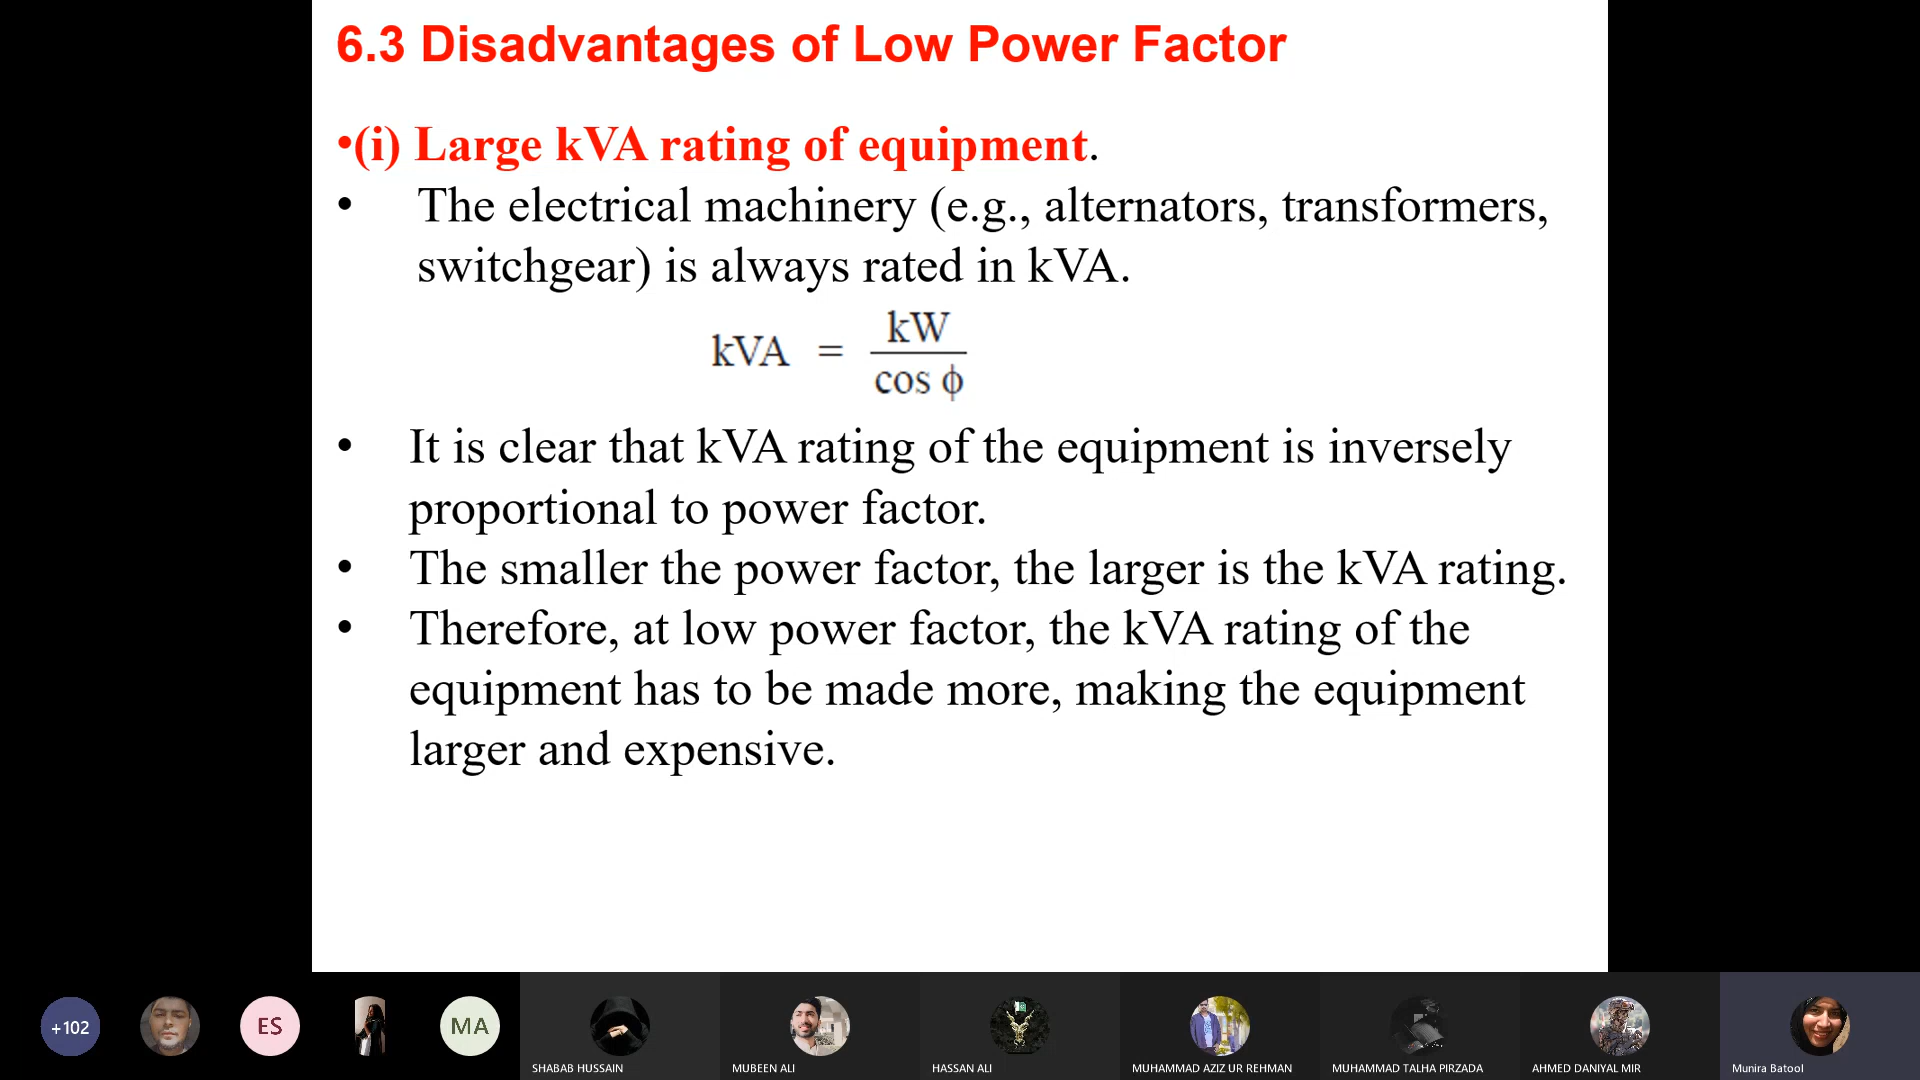 6.3 Disadvantages of Low Power Factor
•(i) Large kVA rating of equipment.
• The electrical machinery (e.g., alternators, transformers,
switchgear) is always rated in kVA.
kVA = kW / cos ϕ
• It is clear that kVA rating of the equipment is inversely
proportional to power factor.
• The smaller the power factor, the larger is the kVA rating.
• Therefore, at low power factor, the kVA rating of the
equipment has to be made more, making the equipment
larger and expensive.
+102
ES
MA
SHABAB HUSSAIN
MUBEEN ALI
HASSAN ALI
MUHAMMAD AZIZ UR REHMAN
MUHAMMAD TALHA PIRZADA
AHMED DANIYAL MIR
Munira Batool